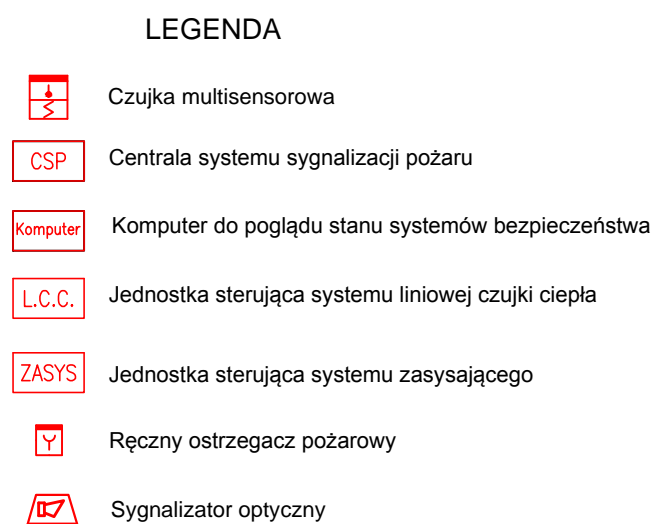 LEGENDA
Czujka multisensorowa
CSP Centrala systemu sygnalizacji pożaru
Komputer Komputer do poglądu stanu systemów bezpieczeństwa
L.C.C. Jednostka sterująca systemu liniowej czujki ciepła
ZASYS Jednostka sterująca systemu zasysającego
Ręczny ostrzegacz pożarowy
Sygnalizator optyczny